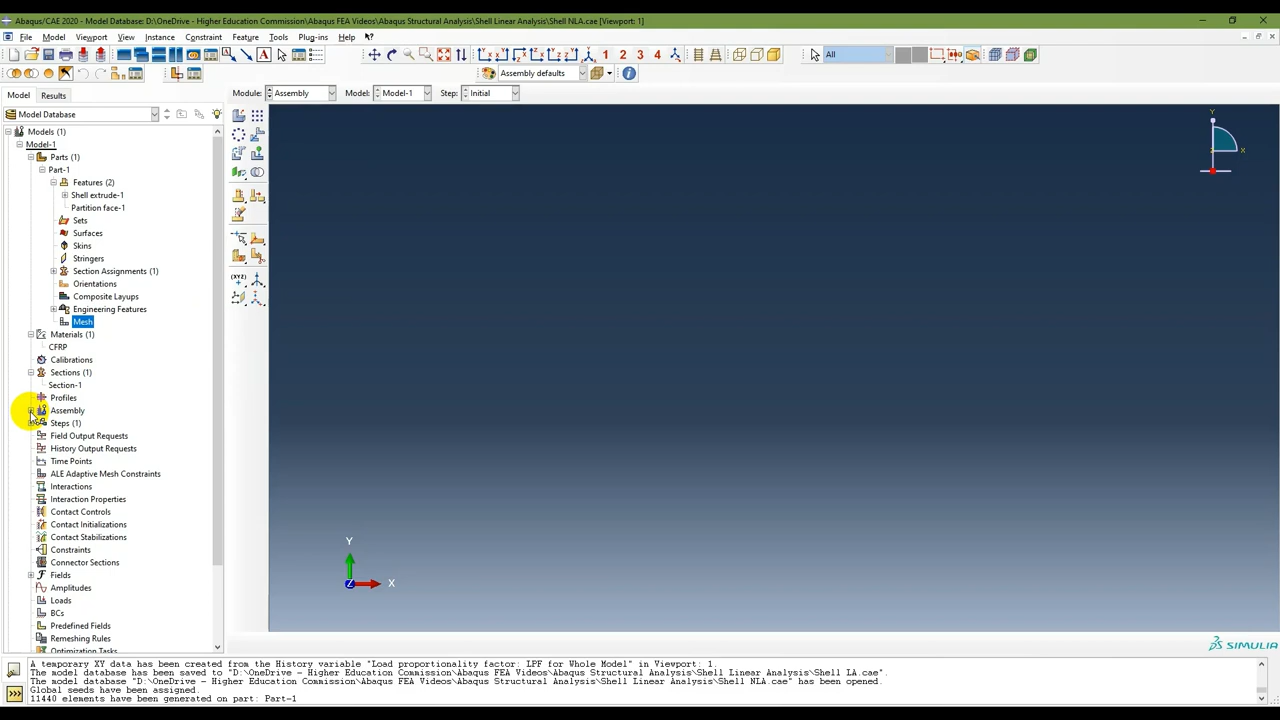 Abaqus/CAE 2020 - Model Database: D:\OneDrive - Higher Education Commission\Abaqus FEA Videos\Abaqus Structural Analysis\Shell Linear Analysis\Shell NLA.cae [Viewport: 1]
File Model Viewport View Instance Constraint Feature Tools Plug-ins Help
1 2 3 4 All
Assembly defaults
Model Results Module: Assembly Model: Model-1 Step: Initial
Model Database
Models (1)
Model-1
Parts (1)
Part-1
Features (2)
Shell extrude-1
Partition face-1
Sets
Surfaces
Skins
Stringers
Section Assignments (1)
Orientations
Composite Layups
Engineering Features
Mesh
Materials (1)
CFRP
Calibrations
Sections (1)
Section-1
Profiles
Assembly
Steps (1)
Field Output Requests
History Output Requests
Time Points
ALE Adaptive Mesh Constraints
Interactions
Interaction Properties
Contact Controls
Contact Initializations
Contact Stabilizations
Constraints
Connector Sections
Fields
Amplitudes
Loads
BCs
Predefined Fields
Remeshing Rules
Optimization Tasks
Y
X
Y
Z
X
SIMULIA
A temporary XY data has been created from the History variable "Load proportionality factor: LPF for Whole Model" in Viewport: 1.
The model database has been saved to "D:\OneDrive - Higher Education Commission\Abaqus FEA Videos\Abaqus Structural Analysis\Shell Linear Analysis\Shell LA.cae".
The model database "D:\OneDrive - Higher Education Commission\Abaqus FEA Videos\Abaqus Structural Analysis\Shell Linear Analysis\Shell NLA.cae" has been opened.
Global seeds have been assigned.
11440 elements have been generated on part: Part-1